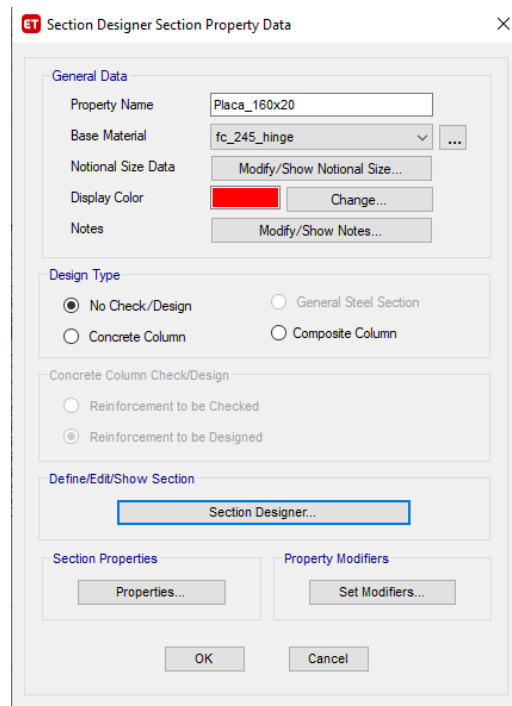 ET Section Designer Section Property Data
General Data
Property Name Placa_160x20
Base Material fc_245_hinge ...
Notional Size Data Modify/Show Notional Size...
Display Color Change...
Notes Modify/Show Notes...
Design Type
No Check/Design General Steel Section
Concrete Column Composite Column
Concrete Column Check/Design
Reinforcement to be Checked
Reinforcement to be Designed
Define/Edit/Show Section
Section Designer...
Section Properties Property Modifiers
Properties... Set Modifiers...
OK Cancel